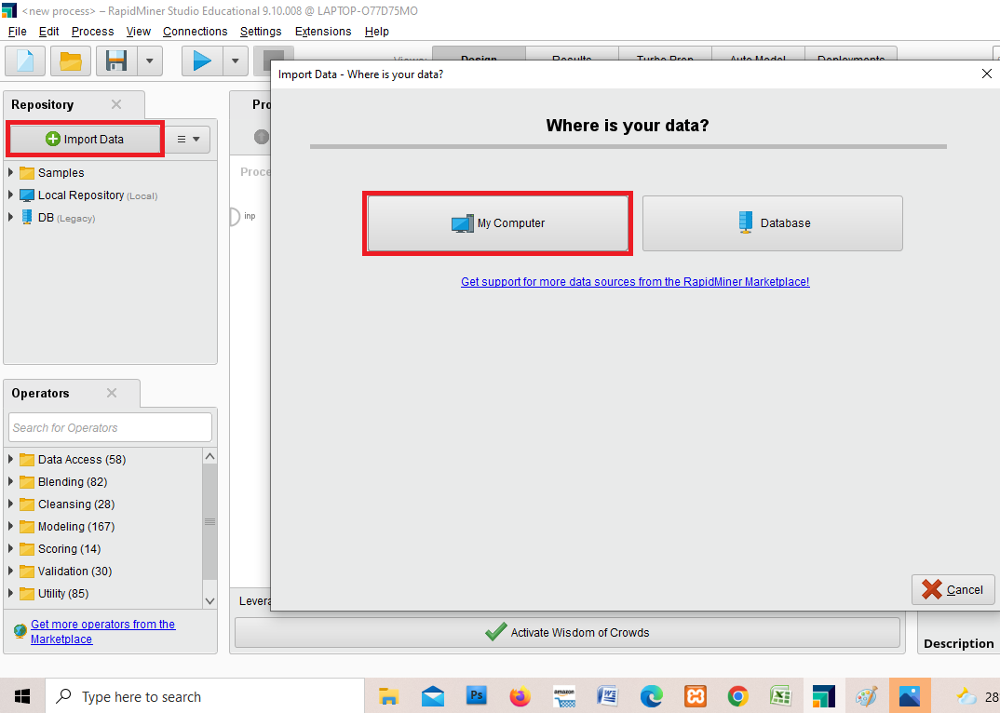 <new process> – RapidMiner Studio Educational 9.10.008 @ LAPTOP-O77D75MO
File Edit Process View Connections Settings Extensions Help
Views: Design Results Turbo Prep Auto Model Deployments
Import Data - Where is your data?
Repository
Import Data
Samples
Local Repository (Local)
DB (Legacy)
inp
Where is your data?
My Computer
Database
Get support for more data sources from the RapidMiner Marketplace!
Cancel
Operators
Search for Operators
Data Access (58)
Blending (82)
Cleansing (28)
Modeling (167)
Scoring (14)
Validation (30)
Utility (85)
Get more operators from the
Marketplace
Activate Wisdom of Crowds
Description
Type here to search
Ps
amazon
28